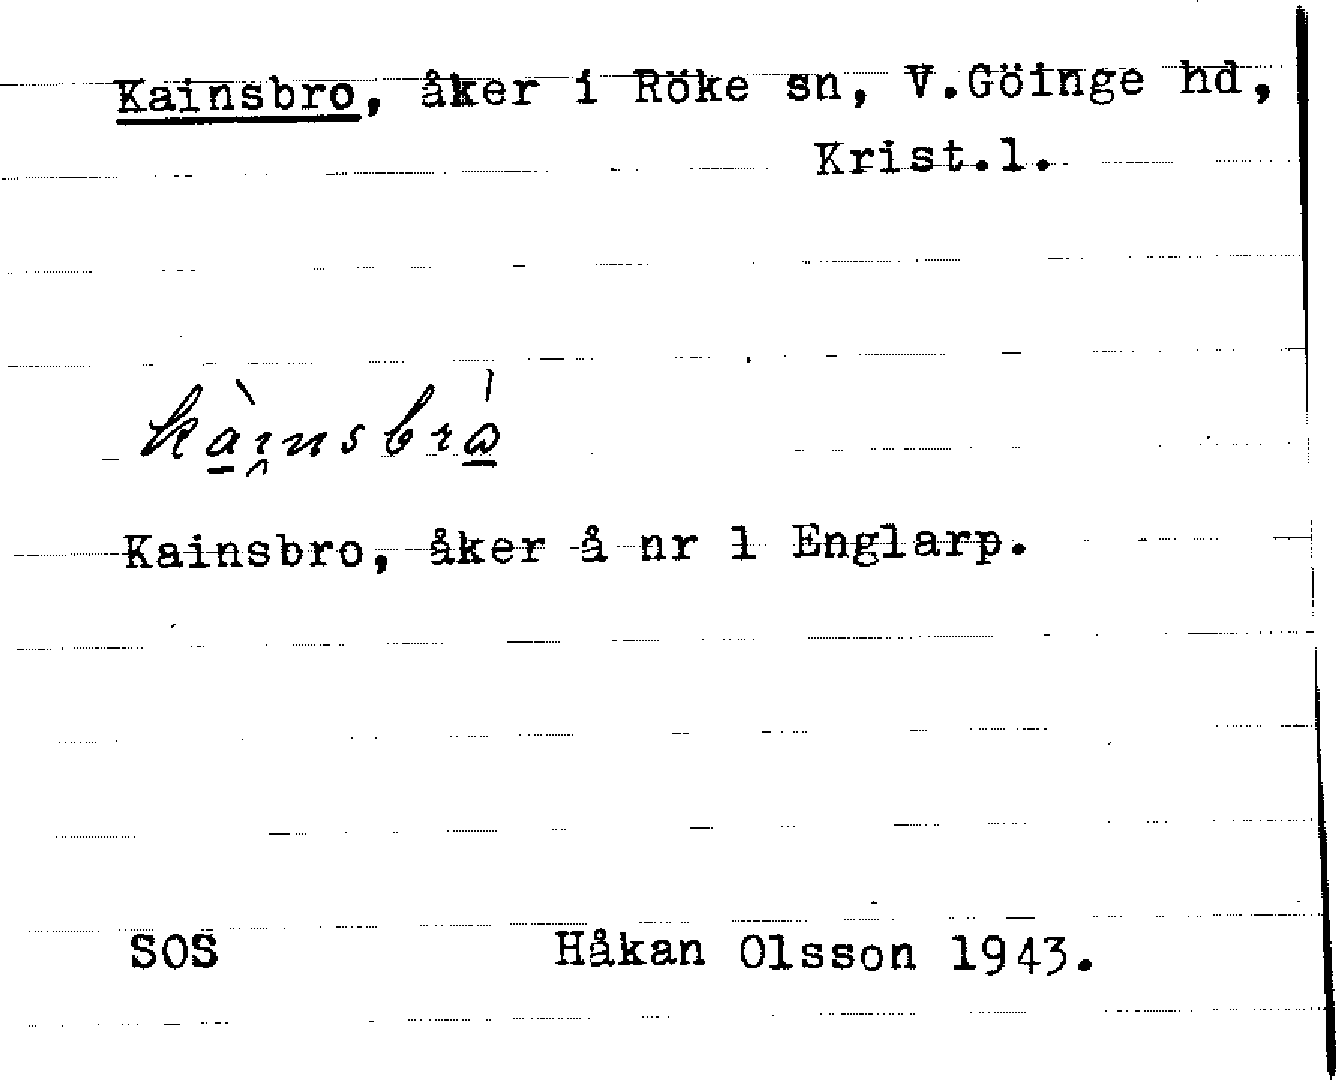 Kainsbro, åker i Röke sn, V.Göinge hd,
Krist.l.
Kainsbro, åker å nr 1 Englarp.
SOS Håkan Olsson 1943.